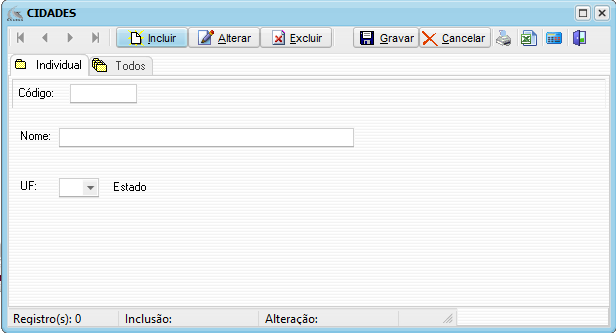 CIDADES
Incluir Alterar Excluir Gravar Cancelar
Individual Todos
Código:
Nome:
UF: Estado
Registro(s): 0 Inclusão: Alteração: